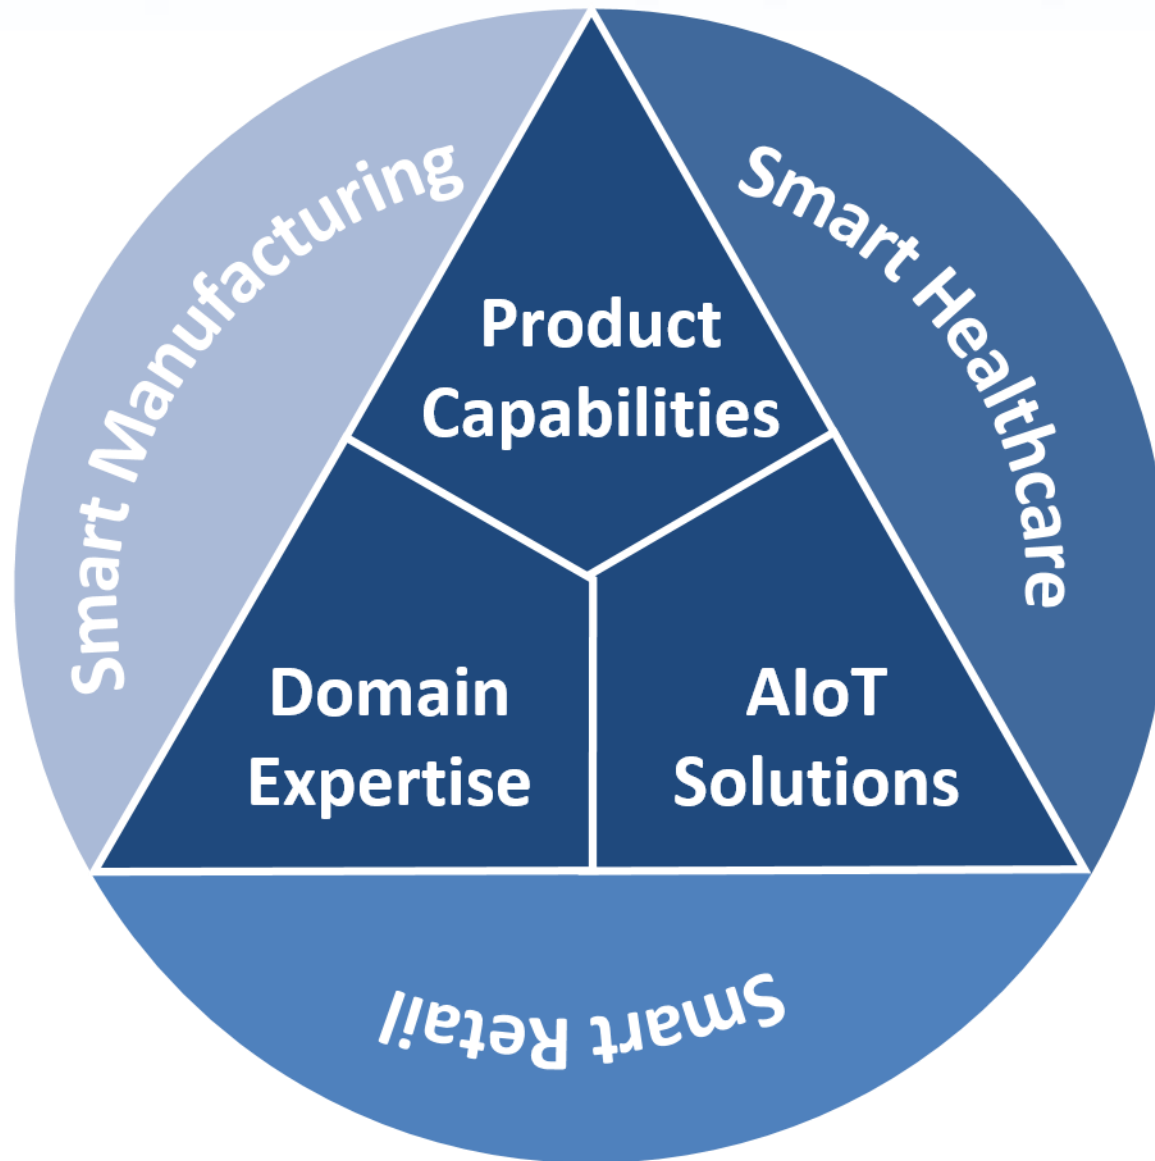 Smart Manufacturing
Smart Healthcare
Product
Capabilities
Domain
Expertise
AIoT
Solutions
Smart Retail